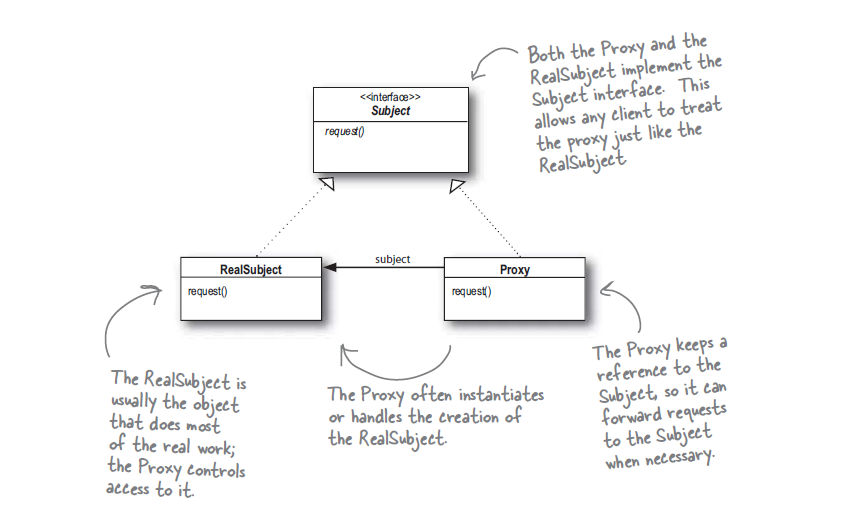 Both the Proxy and the
RealSubject implement the
Subject interface. This
allows any client to treat
the proxy just like the
RealSubject
<<interface>>
Subject
request()
subject
RealSubject
request()
Proxy
request()
The RealSubject is
usually the object
that does most
of the real work;
the Proxy controls
access to it.
The Proxy often instantiates
or handles the creation of
the RealSubject.
The Proxy keeps a
reference to the
Subject, so it can
forward requests
to the Subject
when necessary.